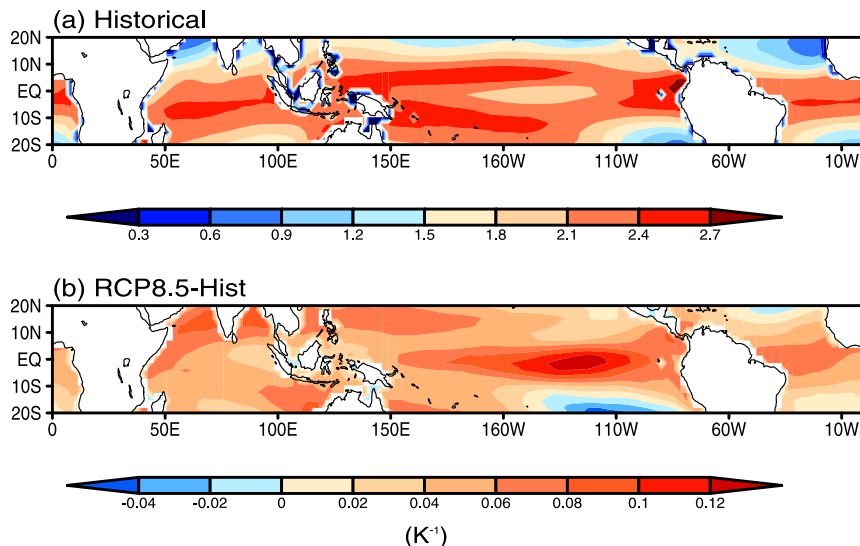 (a) Historical
20N
10N
EQ
10S
20S
0 50E 100E 150E 160W 110W 60W 10W
0.3 0.6 0.9 1.2 1.5 1.8 2.1 2.4 2.7
(b) RCP8.5-Hist
20N
10N
EQ
10S
20S
0 50E 100E 150E 160W 110W 60W 10W
-0.04 -0.02 0 0.02 0.04 0.06 0.08 0.1 0.12
(K⁻¹)